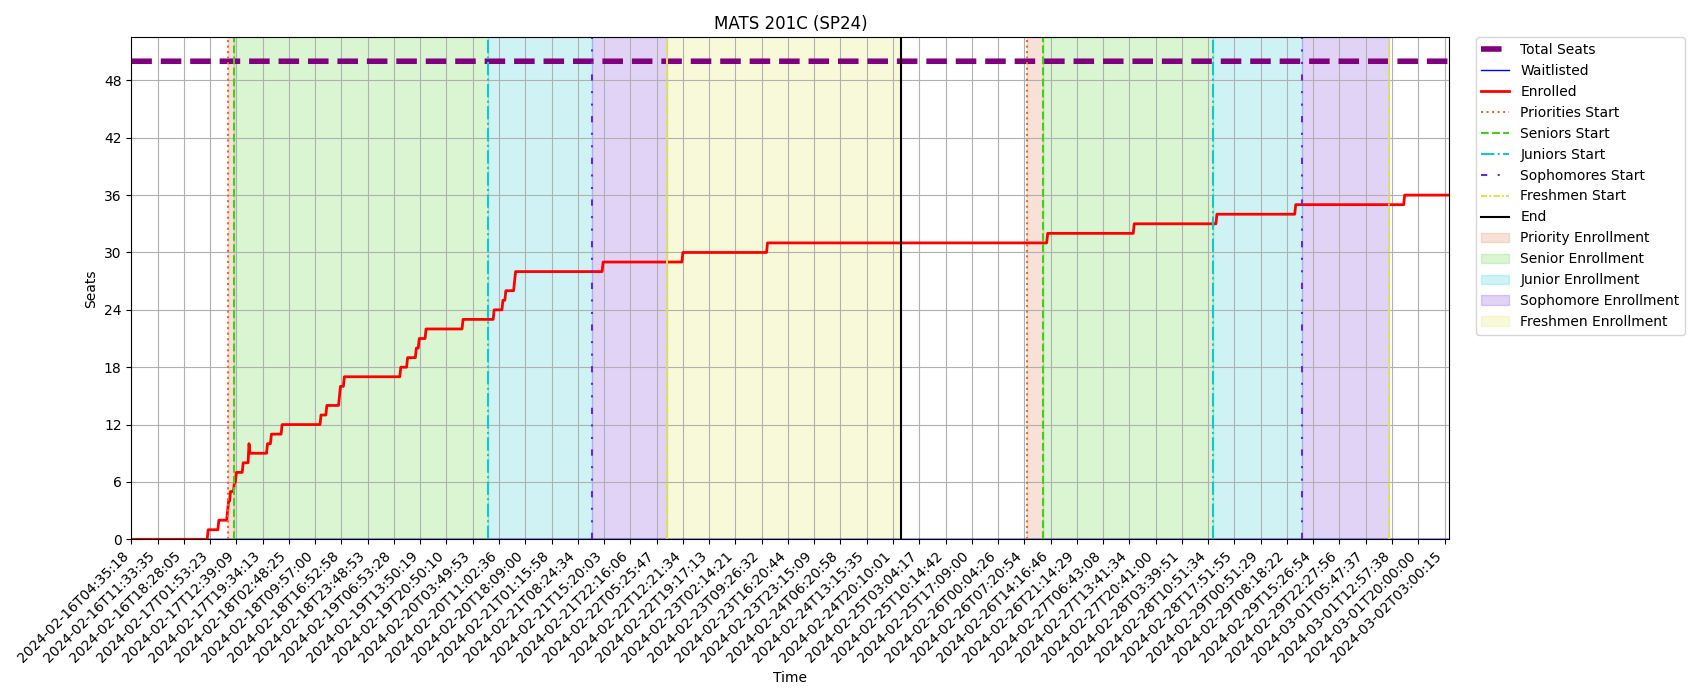 MATS 201C (SP24)
Seats
48
42
36
30
24
18
12
6
0
2024-02-16T04:35:18
2024-02-16T11:33:35
2024-02-16T18:28:05
2024-02-17T01:53:23
2024-02-17T12:39:09
2024-02-17T19:34:13
2024-02-18T02:48:25
2024-02-18T09:57:00
2024-02-18T16:52:58
2024-02-18T23:48:53
2024-02-19T06:53:28
2024-02-19T13:50:19
2024-02-19T20:50:10
2024-02-20T03:49:53
2024-02-20T11:02:36
2024-02-20T18:09:00
2024-02-21T01:15:58
2024-02-21T08:24:34
2024-02-21T15:20:03
2024-02-21T22:16:06
2024-02-22T05:25:47
2024-02-22T12:21:34
2024-02-22T19:17:13
2024-02-23T02:14:21
2024-02-23T09:26:32
2024-02-23T16:20:44
2024-02-23T23:15:09
2024-02-24T06:20:58
2024-02-24T13:15:35
2024-02-24T20:10:01
2024-02-25T03:04:17
2024-02-25T10:14:42
2024-02-25T17:09:00
2024-02-26T00:04:26
2024-02-26T07:20:54
2024-02-26T14:16:46
2024-02-26T21:14:29
2024-02-27T06:43:08
2024-02-27T13:41:34
2024-02-27T20:41:00
2024-02-28T03:39:51
2024-02-28T10:51:34
2024-02-28T17:51:55
2024-02-29T00:51:29
2024-02-29T08:18:22
2024-02-29T15:26:54
2024-02-29T22:27:56
2024-03-01T05:47:37
2024-03-01T12:57:38
2024-03-01T20:00:00
2024-03-02T03:00:15
Time
Total Seats
Waitlisted
Enrolled
Priorities Start
Seniors Start
Juniors Start
Sophomores Start
Freshmen Start
End
Priority Enrollment
Senior Enrollment
Junior Enrollment
Sophomore Enrollment
Freshmen Enrollment